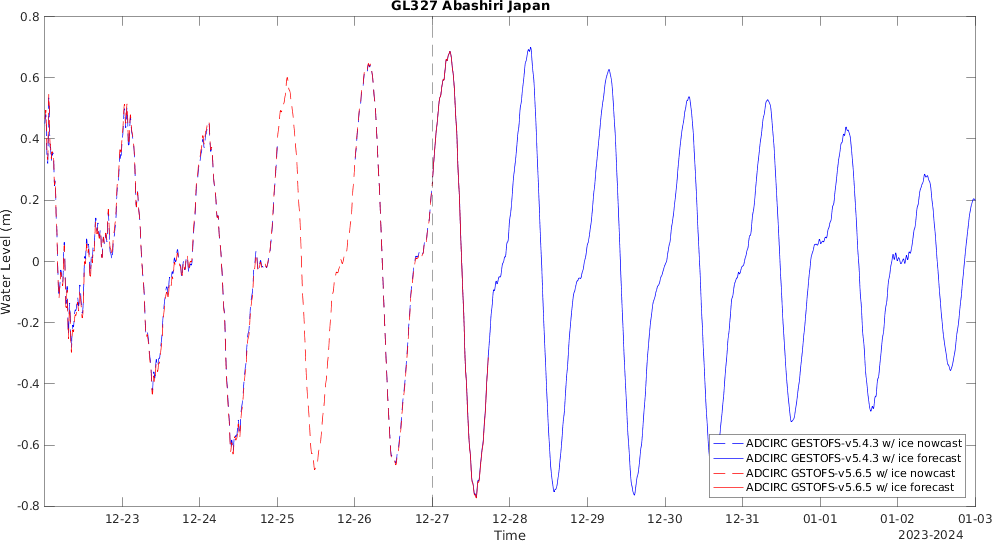 GL327 Abashiri Japan
0.8
0.6
0.4
0.2
0
-0.2
-0.4
-0.6
-0.8
Water Level (m)
ADCIRC GESTOFS-v5.4.3 w/ ice nowcast
ADCIRC GESTOFS-v5.4.3 w/ ice forecast
ADCIRC GSTOFS-v5.6.5 w/ ice nowcast
ADCIRC GSTOFS-v5.6.5 w/ ice forecast
12-23 12-24 12-25 12-26 12-27 12-28 12-29 12-30 12-31 01-01 01-02 01-03
Time
2023-2024